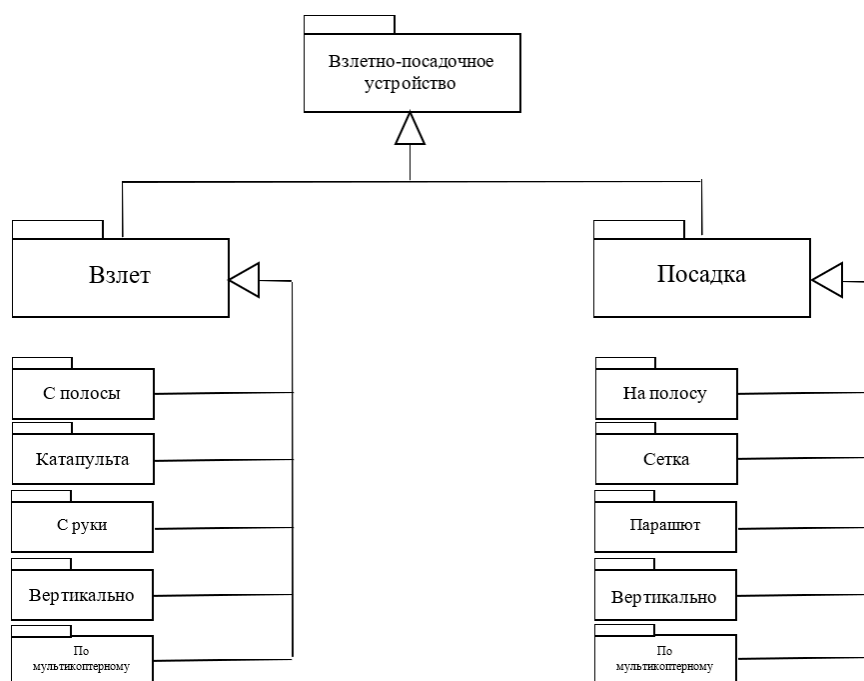 Взлетно-посадочное
устройство
Взлет
Посадка
С полосы
На полосу
Катапульта
Сетка
С руки
Парашют
Вертикально
Вертикально
По
мультикоптерному
По
мультикоптерному